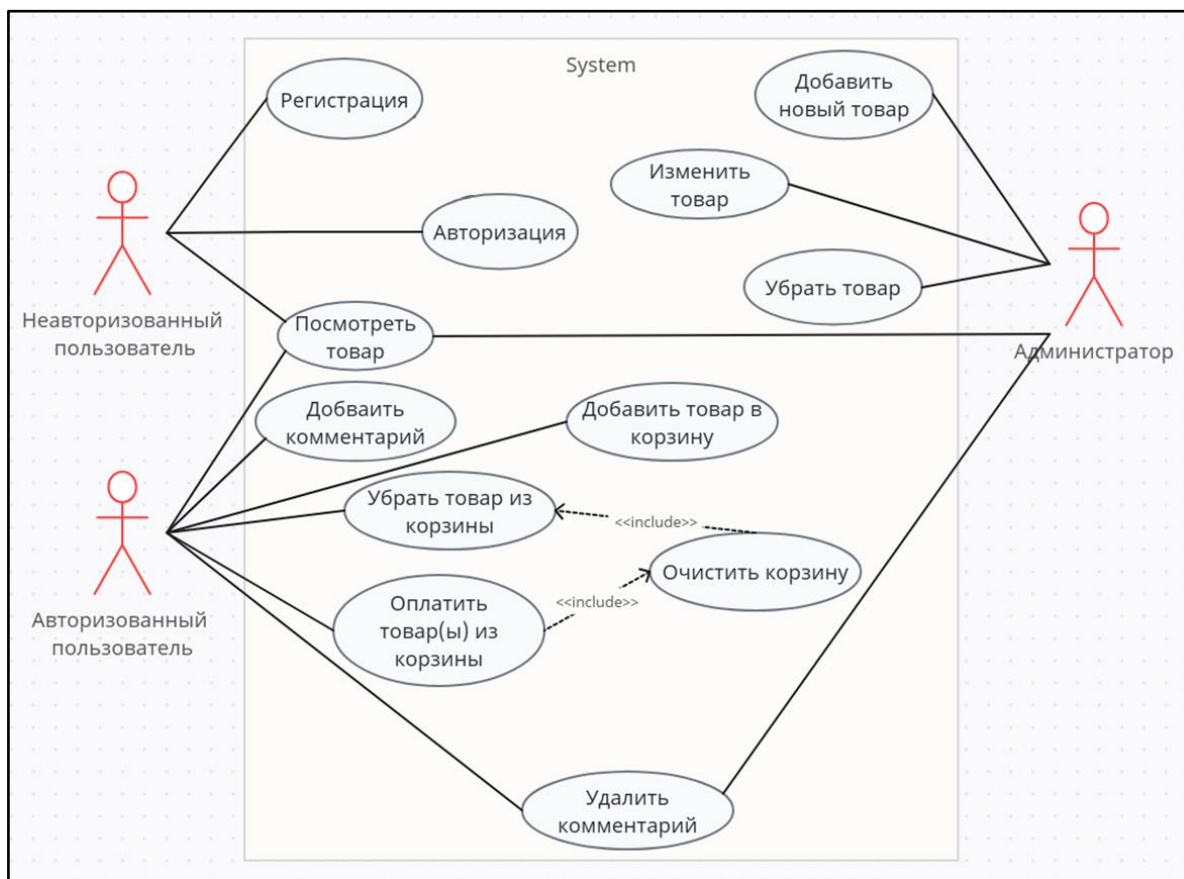 System
Регистрация
Добавить
новый товар
Изменить
товар
Авторизация
Убрать товар
Неавторизованный
пользователь
Посмотреть
товар
Администратор
Добваить
комментарий
Добавить товар в
корзину
Убрать товар из
корзины
<<include>>
Очистить корзину
<<include>>
Оплатить
товар(ы) из
корзины
Авторизованный
пользователь
Удалить
комментарий